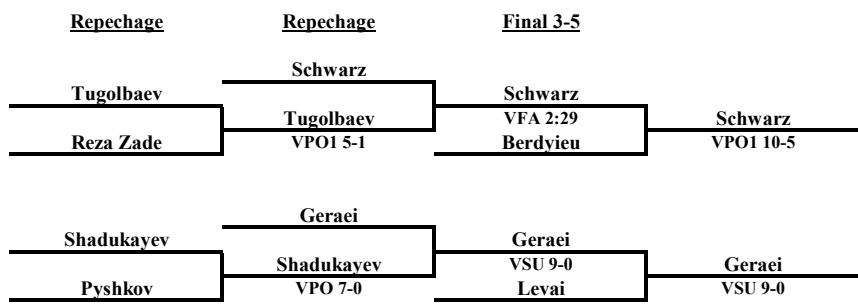 Repechage Repechage Final 3-5
Schwarz
Tugolbaev Schwarz
Tugolbaev VFA 2:29 Schwarz
Reza Zade VPO1 5-1 Berdyieu VPO1 10-5
Geraei
Shadukayev Geraei
Shadukayev VSU 9-0 Geraei
Pyshkov VPO 7-0 Levai VSU 9-0